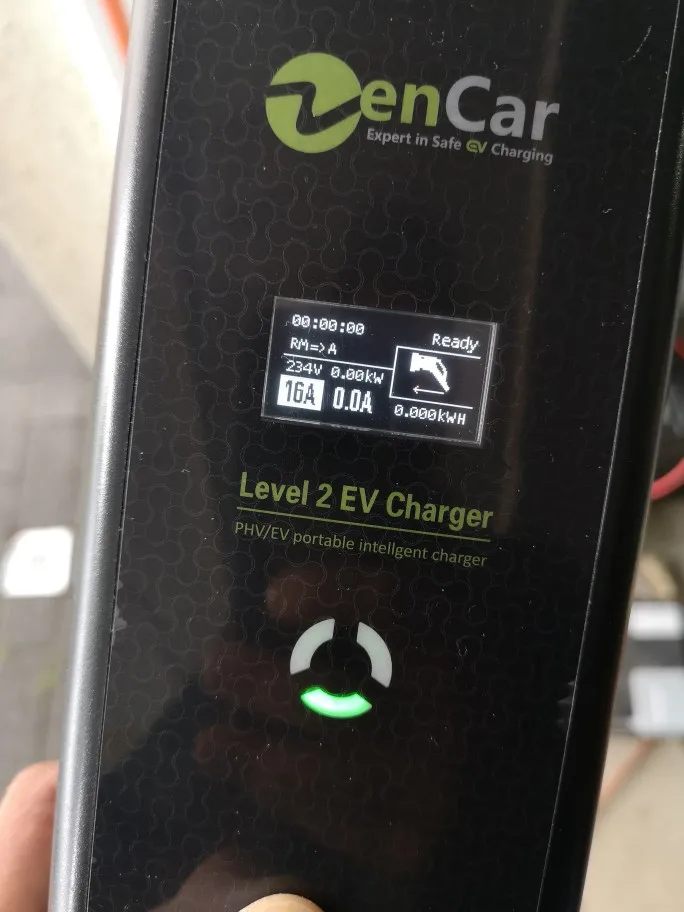 ZenCar
Expert in Safe EV Charging
00:00:00
Ready
RM=>A
234V 0.00kW
16A 0.0A
0.000kWH
Level 2 EV Charger
PHV/EV portable intellgent charger